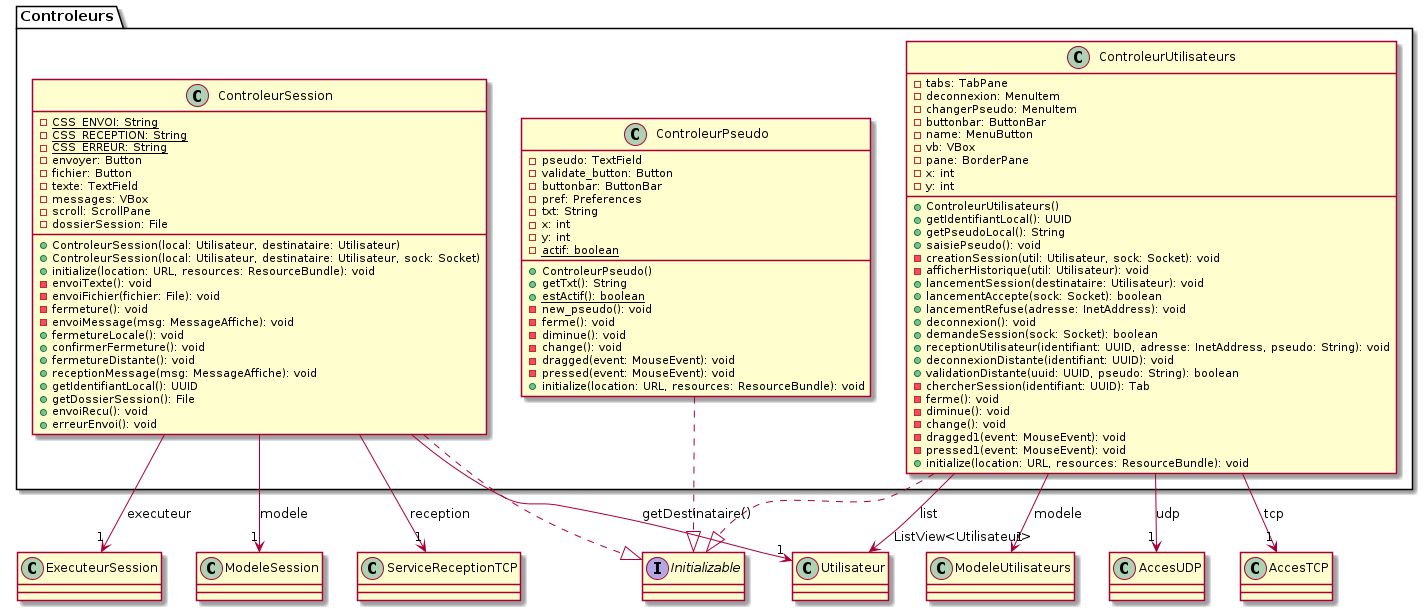 Controleurs
C ControleurSession
CSS_ENVOI: String
CSS_RECEPTION: String
CSS_ERREUR: String
envoyer: Button
fichier: Button
texte: TextField
messages: VBox
scroll: ScrollPane
dossierSession: File
ControleurSession(local: Utilisateur, destinataire: Utilisateur)
ControleurSession(local: Utilisateur, destinataire: Utilisateur, sock: Socket)
initialize(location: URL, resources: ResourceBundle): void
envoiTexte(): void
envoiFichier(fichier: File): void
fermeture(): void
envoiMessage(msg: MessageAffiche): void
fermetureLocale(): void
confirmerFermeture(): void
fermetureDistante(): void
receptionMessage(msg: MessageAffiche): void
getIdentifiantLocal(): UUID
getDossierSession(): File
envoiRecu(): void
erreurEnvoi(): void
C ControleurPseudo
pseudo: TextField
validate_button: Button
buttonbar: ButtonBar
pref: Preferences
txt: String
x: int
y: int
actif: boolean
ControleurPseudo()
getTxt(): String
estActif(): boolean
new_pseudo(): void
ferme(): void
diminue(): void
change(): void
dragged(event: MouseEvent): void
pressed(event: MouseEvent): void
initialize(location: URL, resources: ResourceBundle): void
C ControleurUtilisateurs
tabs: TabPane
deconnexion: MenuItem
changerPseudo: MenuItem
buttonbar: ButtonBar
name: MenuButton
vb: VBox
pane: BorderPane
x: int
y: int
ControleurUtilisateurs()
getIdentifiantLocal(): UUID
getPseudoLocal(): String
saisiePseudo(): void
creationSession(util: Utilisateur, sock: Socket): void
afficherHistorique(util: Utilisateur): void
lancementSession(destinataire: Utilisateur): void
lancementAccepte(sock: Socket): boolean
lancementRefuse(adresse: InetAddress): void
deconnexion(): void
demandeSession(sock: Socket): boolean
receptionUtilisateur(identifiant: UUID, adresse: InetAddress, pseudo: String): void
deconnexionDistante(identifiant: UUID): void
validationDistante(uuid: UUID, pseudo: String): boolean
chercherSession(identifiant: UUID): Tab
ferme(): void
diminue(): void
change(): void
dragged1(event: MouseEvent): void
pressed1(event: MouseEvent): void
initialize(location: URL, resources: ResourceBundle): void
executeur
modele
reception
getDestinataire()
list
modele
udp
tcp
1
1
1
1
ListView<Utilisateur>
1
1
1
C ExecuteurSession
C ModeleSession
C ServiceReceptionTCP
I Initializable
C Utilisateur
C ModeleUtilisateurs
C AccesUDP
C AccesTCP